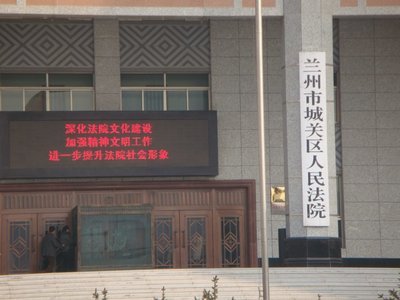 深化法院文化建设
加强精神文明工作
进一步提升法院社会形象
兰州市城关区人民法院